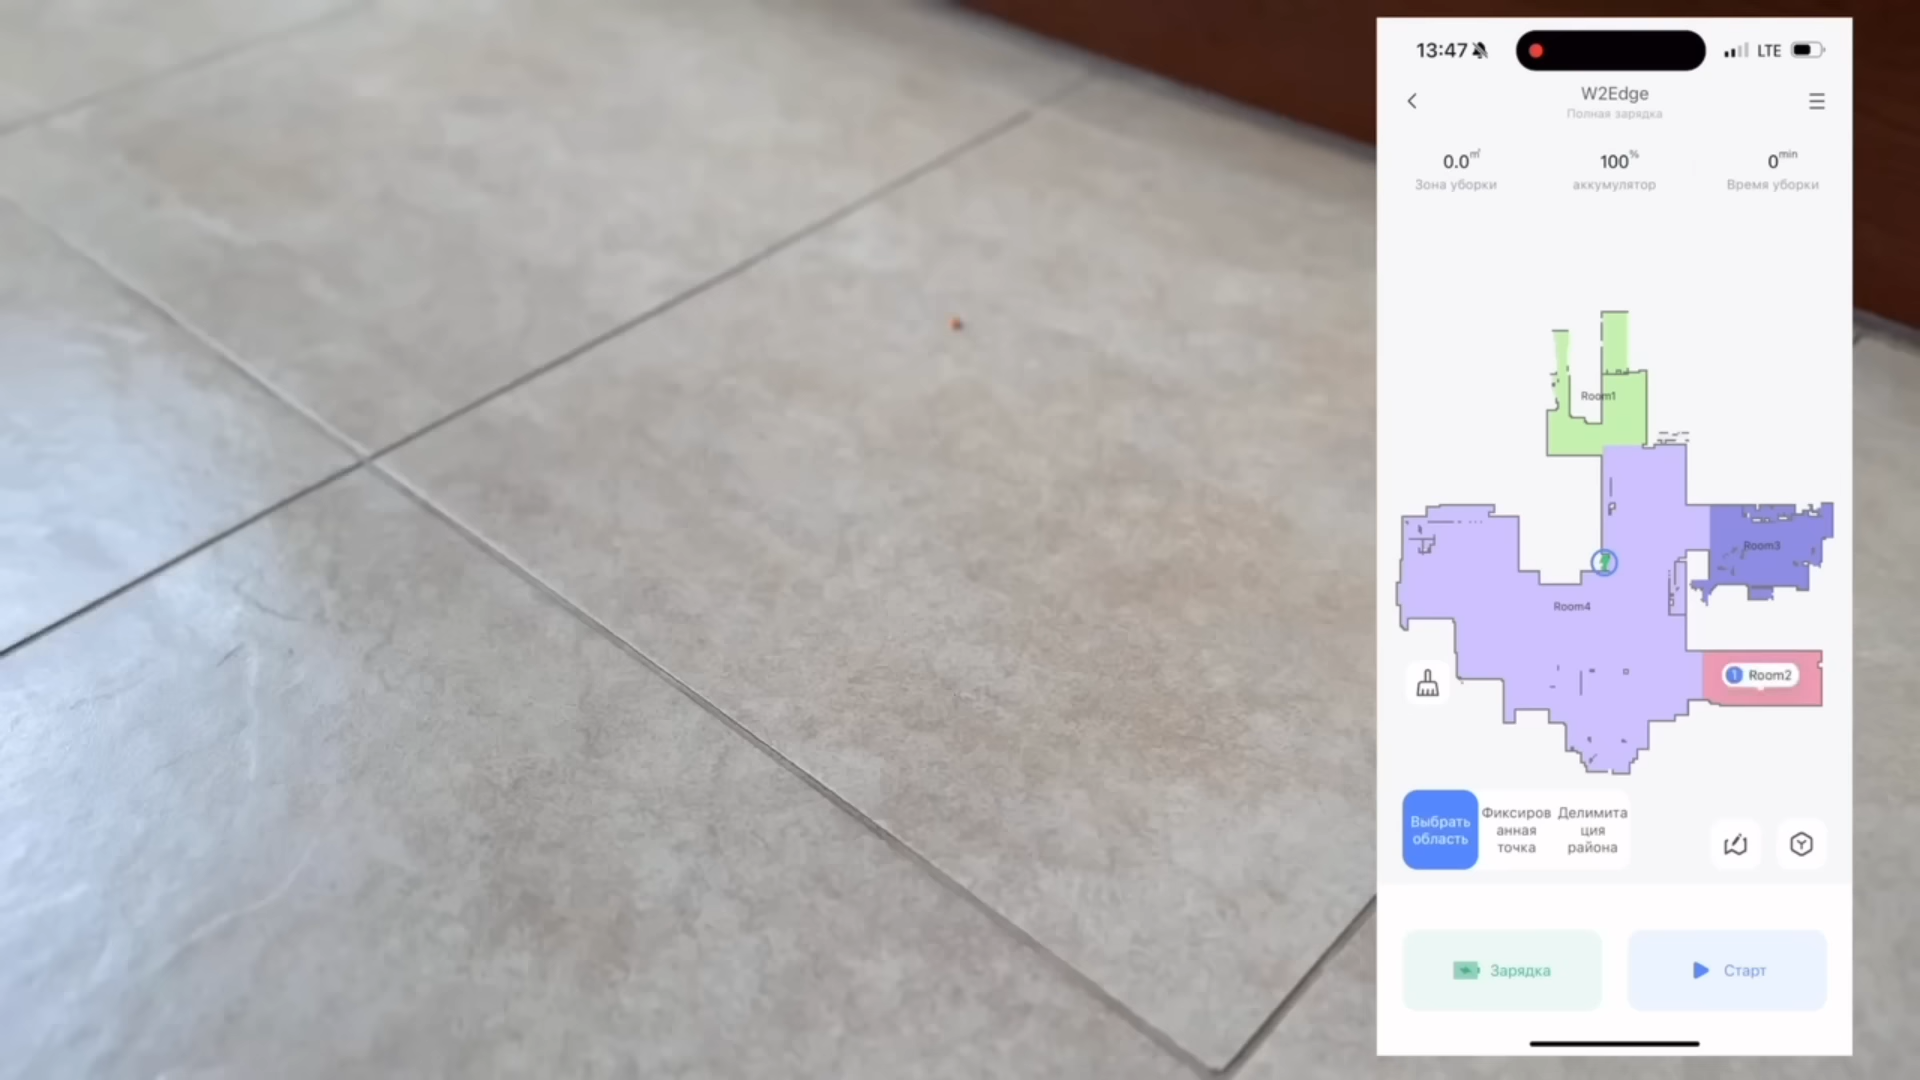 13:47
LTE
W2Edge
Полная зарядка
0.0㎡
100%
0min
Зона уборки
аккумулятор
Время уборки
Room1
Room3
Room4
1 Room2
Выбрать
область
Фиксиров
анная
точка
Делимита
ция
района
Зарядка
Старт